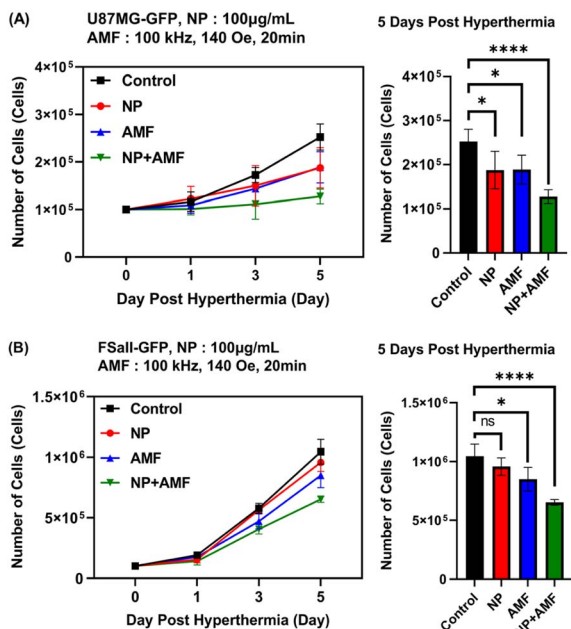 (A)
U87MG-GFP, NP : 100µg/mL
AMF : 100 kHz, 140 Oe, 20min
Number of Cells (Cells)
4×10⁵
3×10⁵
2×10⁵
1×10⁵
0
Control
NP
AMF
NP+AMF
0 1 3 5
Day Post Hyperthermia (Day)
5 Days Post Hyperthermia
Number of Cells (Cells)
4×10⁵
3×10⁵
2×10⁵
1×10⁵
0
****
*
*
Control
NP
AMF
NP+AMF
(B)
FSaII-GFP, NP : 100µg/mL
AMF : 100 kHz, 140 Oe, 20min
Number of Cells (Cells)
1.5×10⁶
1×10⁶
5×10⁵
0
Control
NP
AMF
NP+AMF
0 1 3 5
Day Post Hyperthermia (Day)
5 Days Post Hyperthermia
Number of Cells (Cells)
1.5×10⁶
1×10⁶
5×10⁵
0
****
*
ns
Control
NP
AMF
NP+AMF